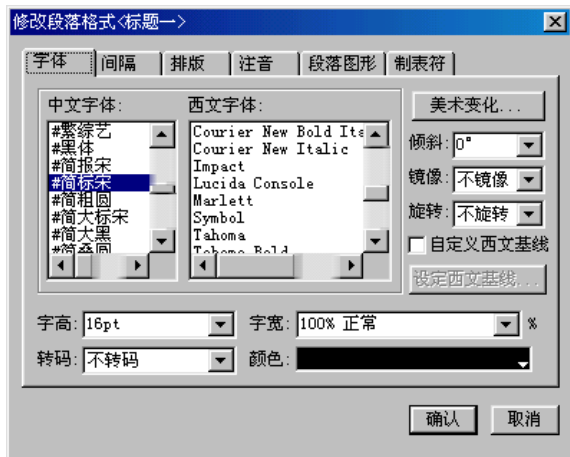 修改段落格式<标题一>
字体 间隔 排版 注音 段落图形 制表符
中文字体: 西文字体: 美术变化...
#繁综艺 Courier New Bold Ita
#黑体 Courier New Italic 倾斜: 0°
#简报宋 Impact
#简标宋 Lucida Console 镜像: 不镜像
#简粗圆 Marlett
#简大标宋 Symbol 旋转: 不旋转
#简大黑 Tahoma
#简叠圆 Tahoma Bold 自定义西文基线
设定西文基线...
字高: 16pt 字宽: 100% 正常 %
转码: 不转码 颜色:
确认 取消